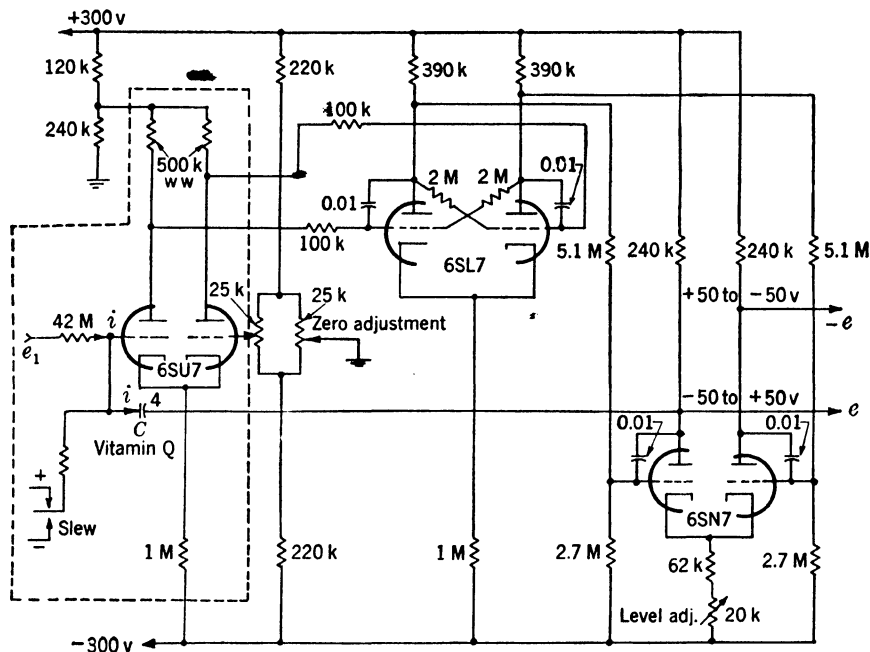 +300 v
120 k
220 k
390 k
390 k
100 k
240 k
500 k
w w
2 M
2 M
0.01
0.01
100 k
6SL7
5.1 M
240 k
240 k
5.1 M
25 k
25 k
+50 to −50 v
Zero adjustment
−e
42 M
i
e1
6SU7
i
4
−50 to +50 v
e
C
Vitamin Q
0.01
0.01
+
Slew
−
6SN7
1 M
220 k
1 M
2.7 M
62 k
2.7 M
Level adj.
20 k
−300 v